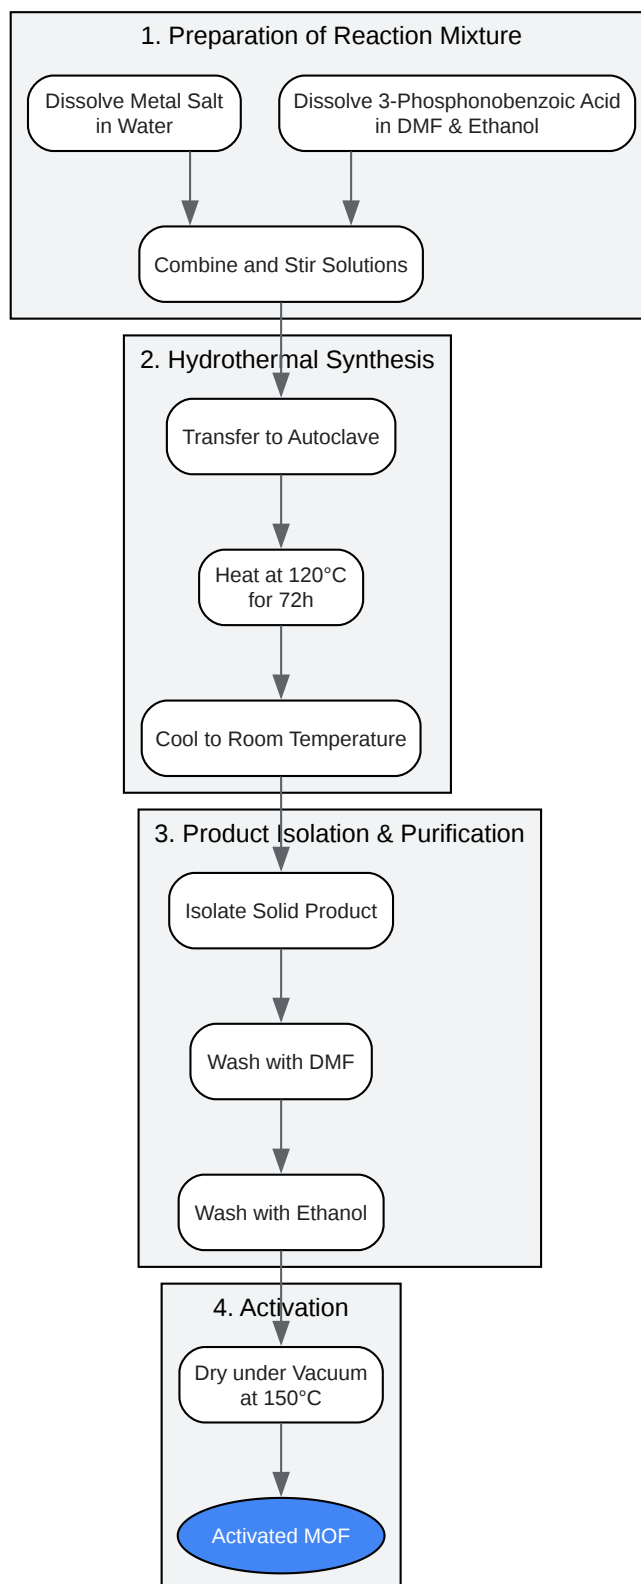 1. Preparation of Reaction Mixture
Dissolve Metal Salt
in Water
Dissolve 3-Phosphonobenzoic Acid
in DMF & Ethanol
Combine and Stir Solutions
2. Hydrothermal Synthesis
Transfer to Autoclave
Heat at 120°C
for 72h
Cool to Room Temperature
3. Product Isolation & Purification
Isolate Solid Product
Wash with DMF
Wash with Ethanol
4. Activation
Dry under Vacuum
at 150°C
Activated MOF